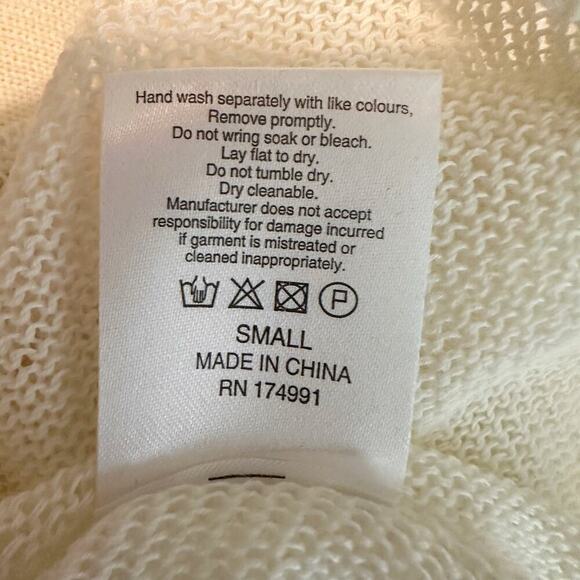 Hand wash separately with like colours,
Remove promptly.
Do not wring soak or bleach.
Lay flat to dry.
Do not tumble dry.
Dry cleanable.
Manufacturer does not accept
responsibility for damage incurred
if garment is mistreated or
cleaned inappropriately.
P
SMALL
MADE IN CHINA
RN 174991